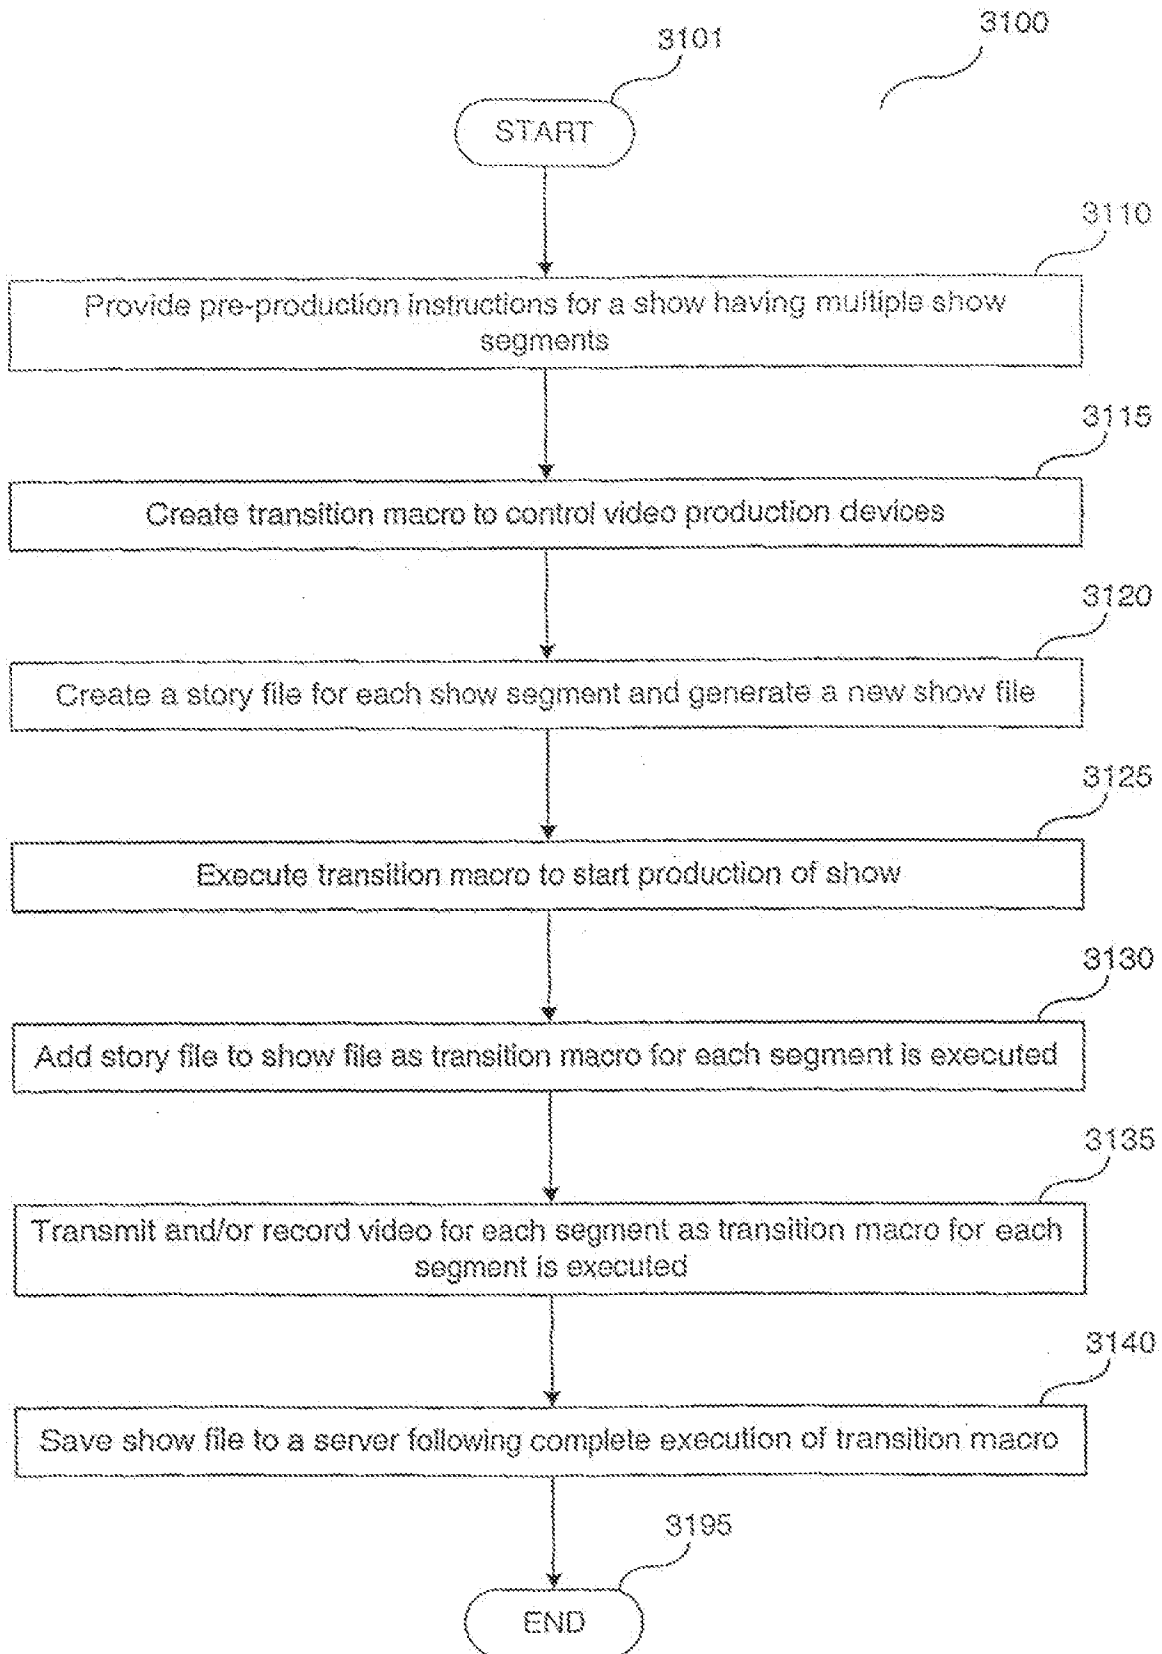 3100
3101
START
3110
Provide pre-production instructions for a show having multiple show
segments
3115
Create transition macro to control video production devices
3120
Create a story file for each show segment and generate a new show file
3125
Execute transition macro to start production of show
3130
Add story file to show file as transition macro for each segment is executed
3135
Transmit and/or record video for each segment as transition macro for each
segment is executed
3140
Save show file to a server following complete execution of transition macro
3195
END